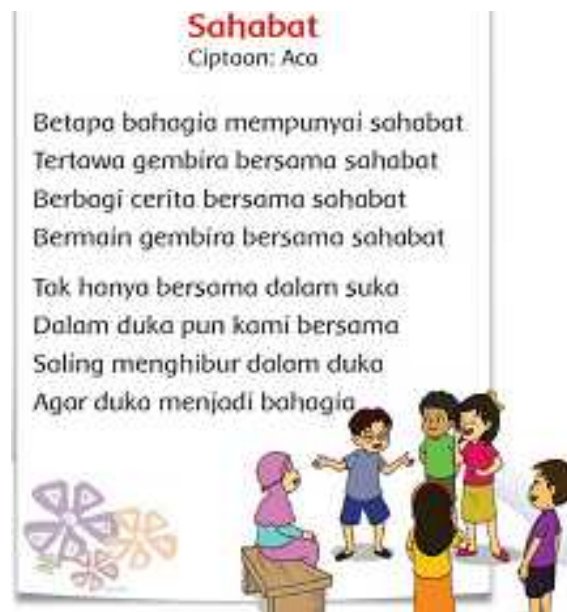 Sahabat
Ciptaan: Aca
Betapa bahagia mempunyai sahabat
Tertawa gembira bersama sahabat
Berbagi cerita bersama sahabat
Bermain gembira bersama sahabat
Tak hanya bersama dalam suka
Dalam duka pun kami bersama
Saling menghibur dalam duka
Agar duka menjadi bahagia